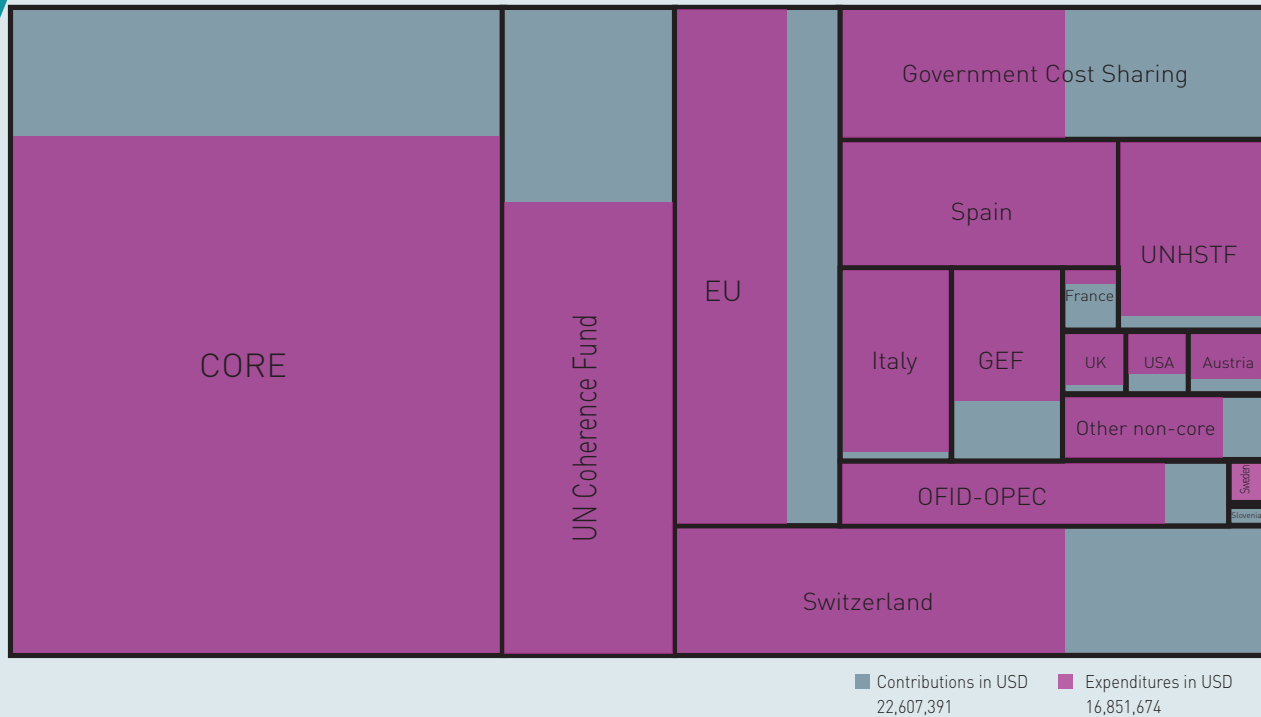 Government Cost Sharing
Spain
UNHSTF
EU
France
CORE
UN Coherence Fund
Italy
GEF
UK
USA
Austria
Other non-core
OFID-OPEC
Sweden
Slovenia
Switzerland
Contributions in USD
22,607,391
Expenditures in USD
16,851,674